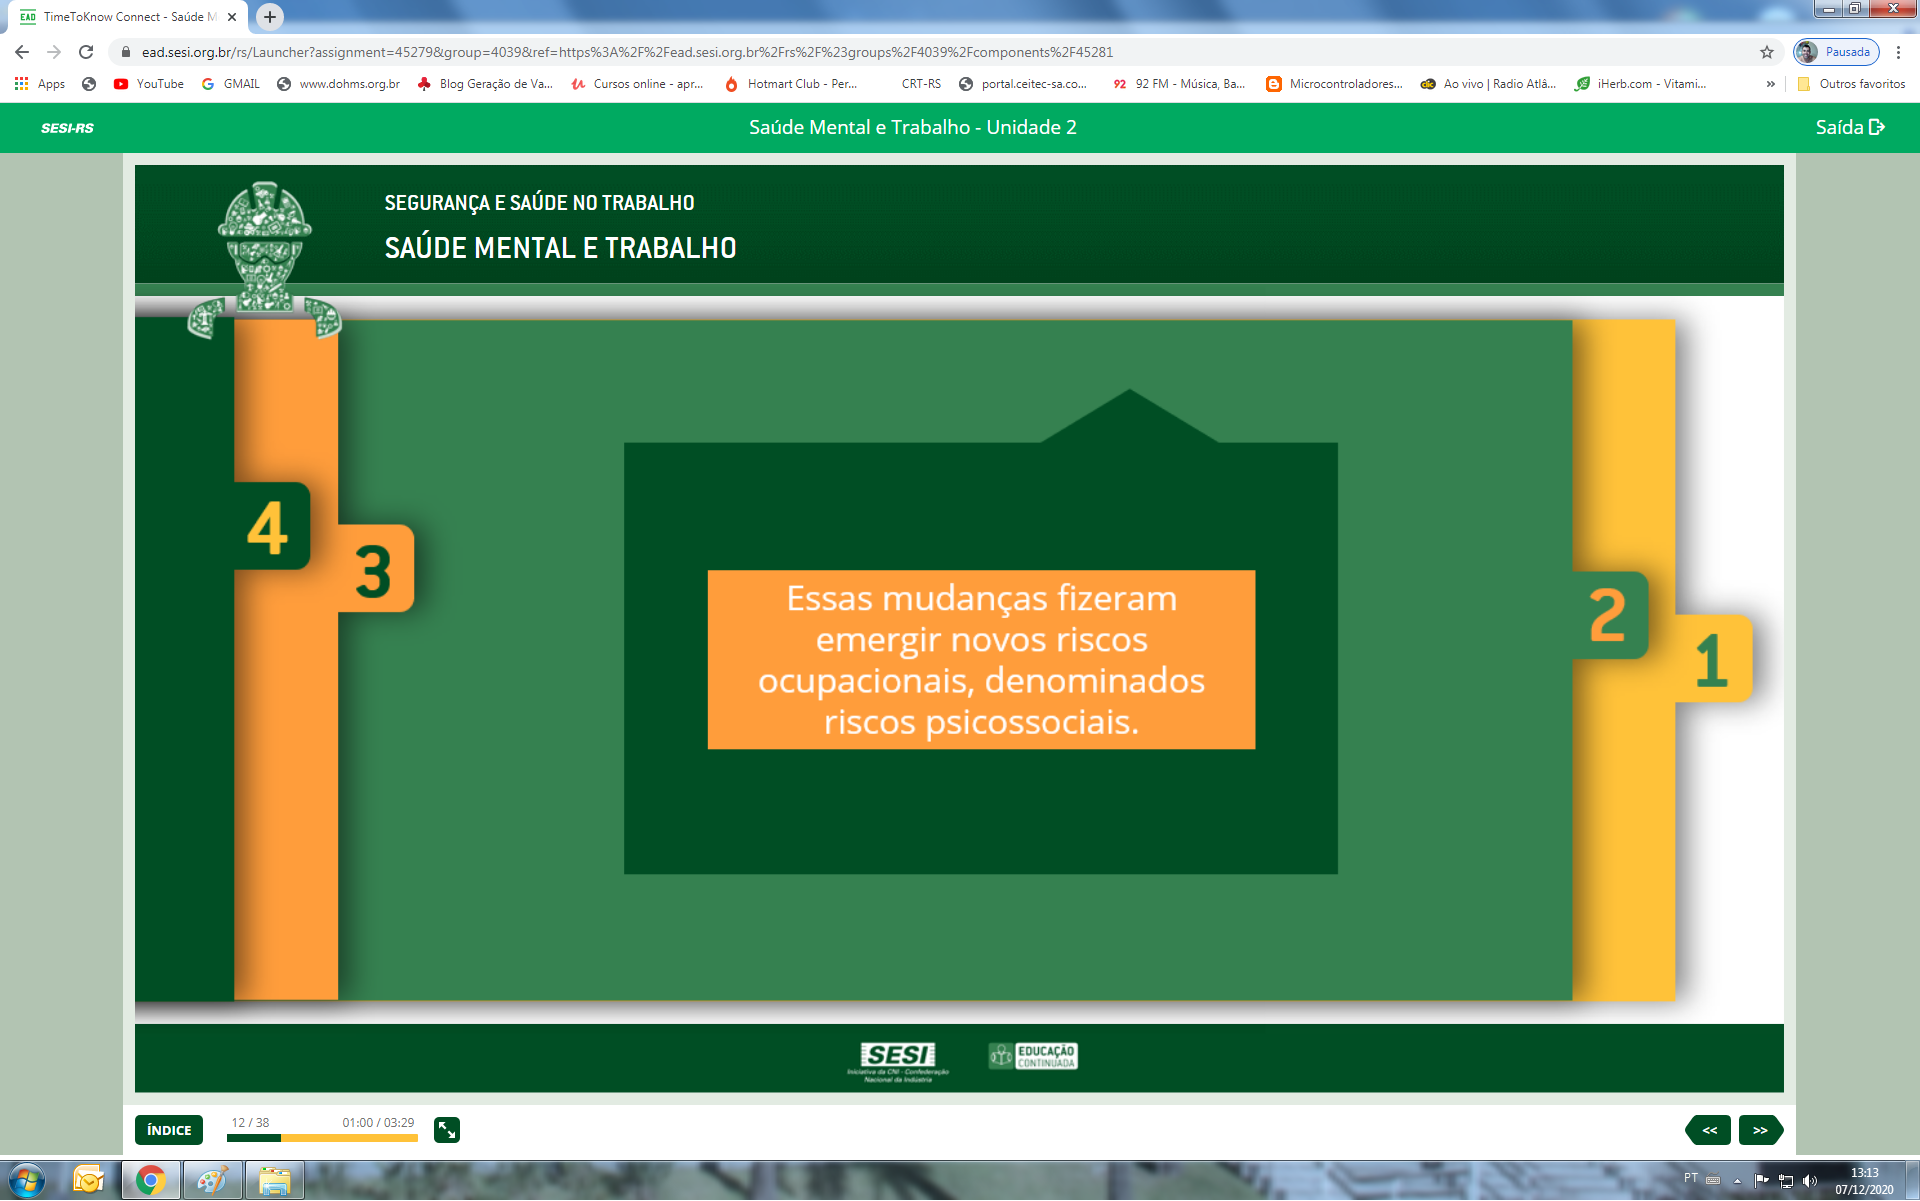 TimeToKnow Connect - Saúde M
ead.sesi.org.br/rs/Launcher?assignment=45279&group=4039&ref=https%3A%2F%2Fead.sesi.org.br%2Frs%2F%23groups%2F4039%2Fcomponents%2F45281
Pausada
Apps YouTube GMAIL www.dohms.org.br Blog Geração de Va... Cursos online - apr... Hotmart Club - Per... CRT-RS portal.ceitec-sa.co... 92 92 FM - Música, Ba... Microcontroladores... Ao vivo | Radio Atlâ... iHerb.com - Vitami... » Outros favoritos
SESI-RS Saúde Mental e Trabalho - Unidade 2 Saída
SEGURANÇA E SAÚDE NO TRABALHO
SAÚDE MENTAL E TRABALHO
4
3
Essas mudanças fizeram
emergir novos riscos
ocupacionais, denominados
riscos psicossociais.
2
1
SESI
Iniciativa da CNI - Confederação
Nacional da Indústria
EDUCAÇÃO
CONTINUADA
ÍNDICE
12 / 38 01:00 / 03:29
<< >>
PT
13:13
07/12/2020